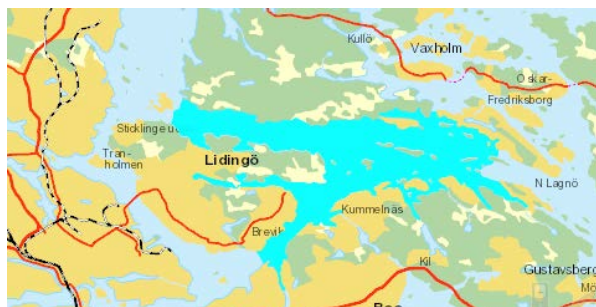 Kullö
Vaxholm
Oskar-
Fredriksborg
Sticklinge u
Tran-
holmen
Lidingö
N Lagnö
Kummelnäs
Brevik
Kil
Gustavsberg